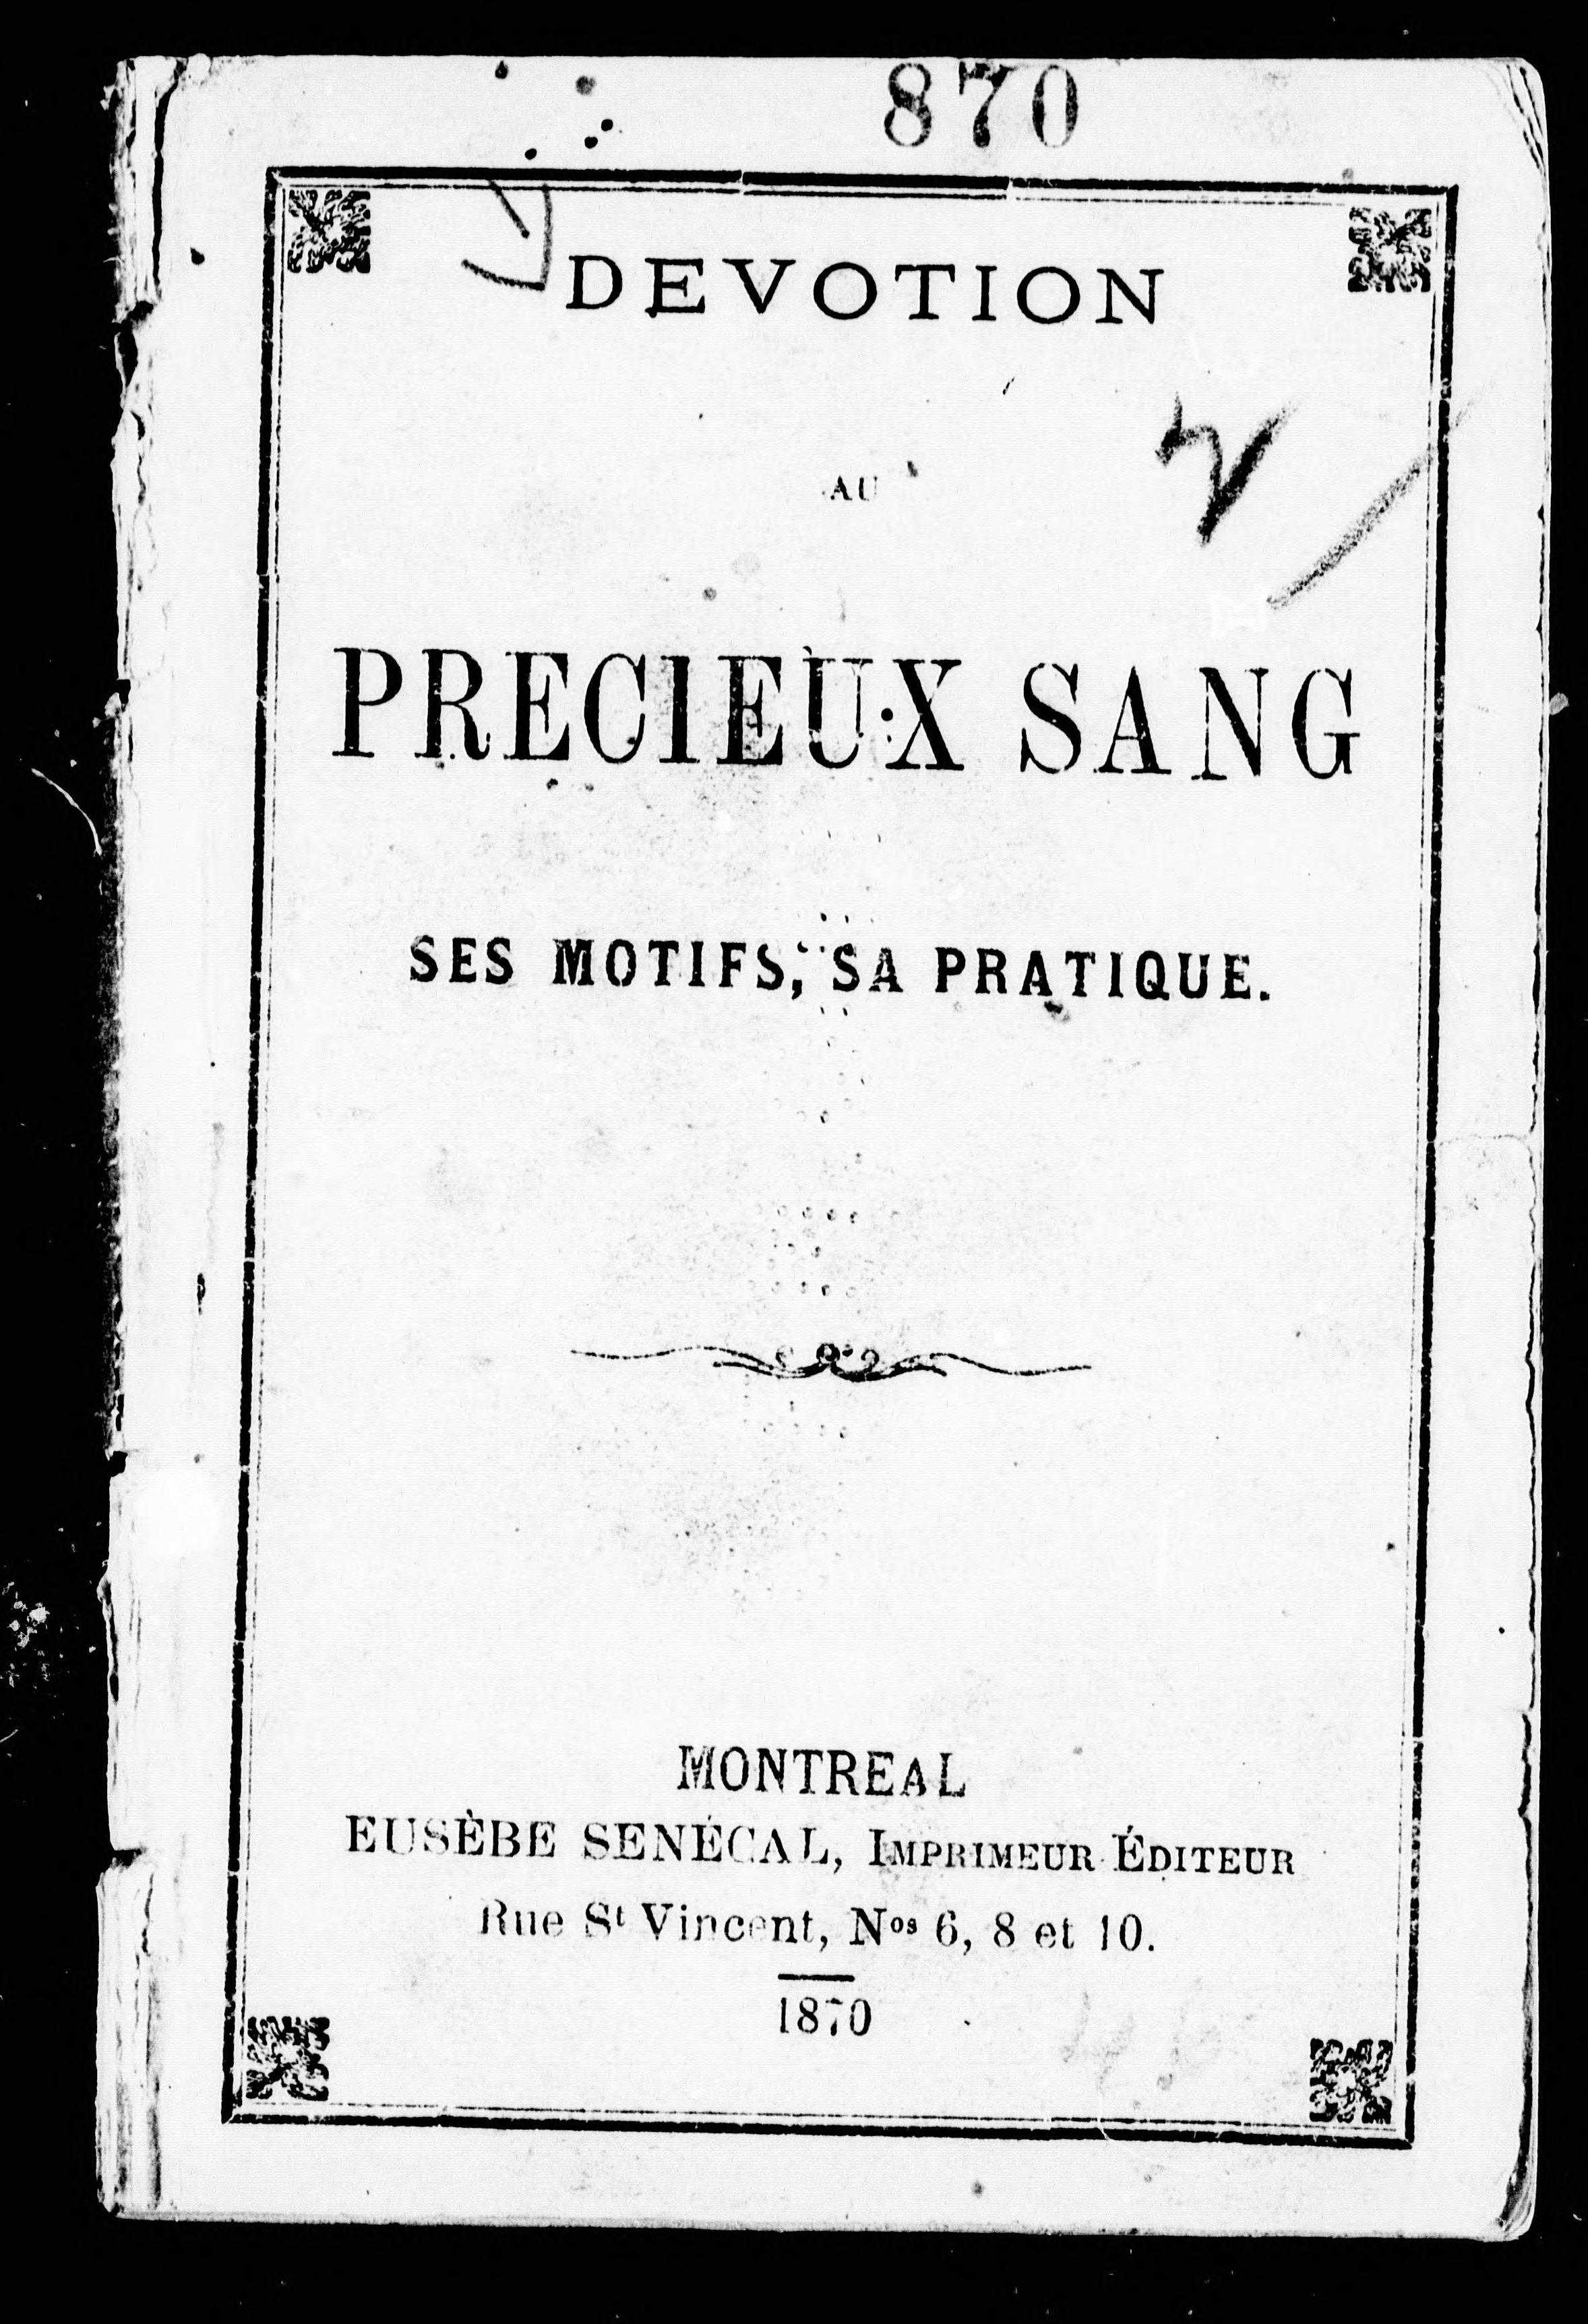 870
DEVOTION
AU
PRECIEUX SANG
SES MOTIFS, SA PRATIQUE.
MONTREAL
EUSÈBE SENÉCAL, IMPRIMEUR ÉDITEUR
Rue St Vincent, Nos 6, 8 et 10.
1870